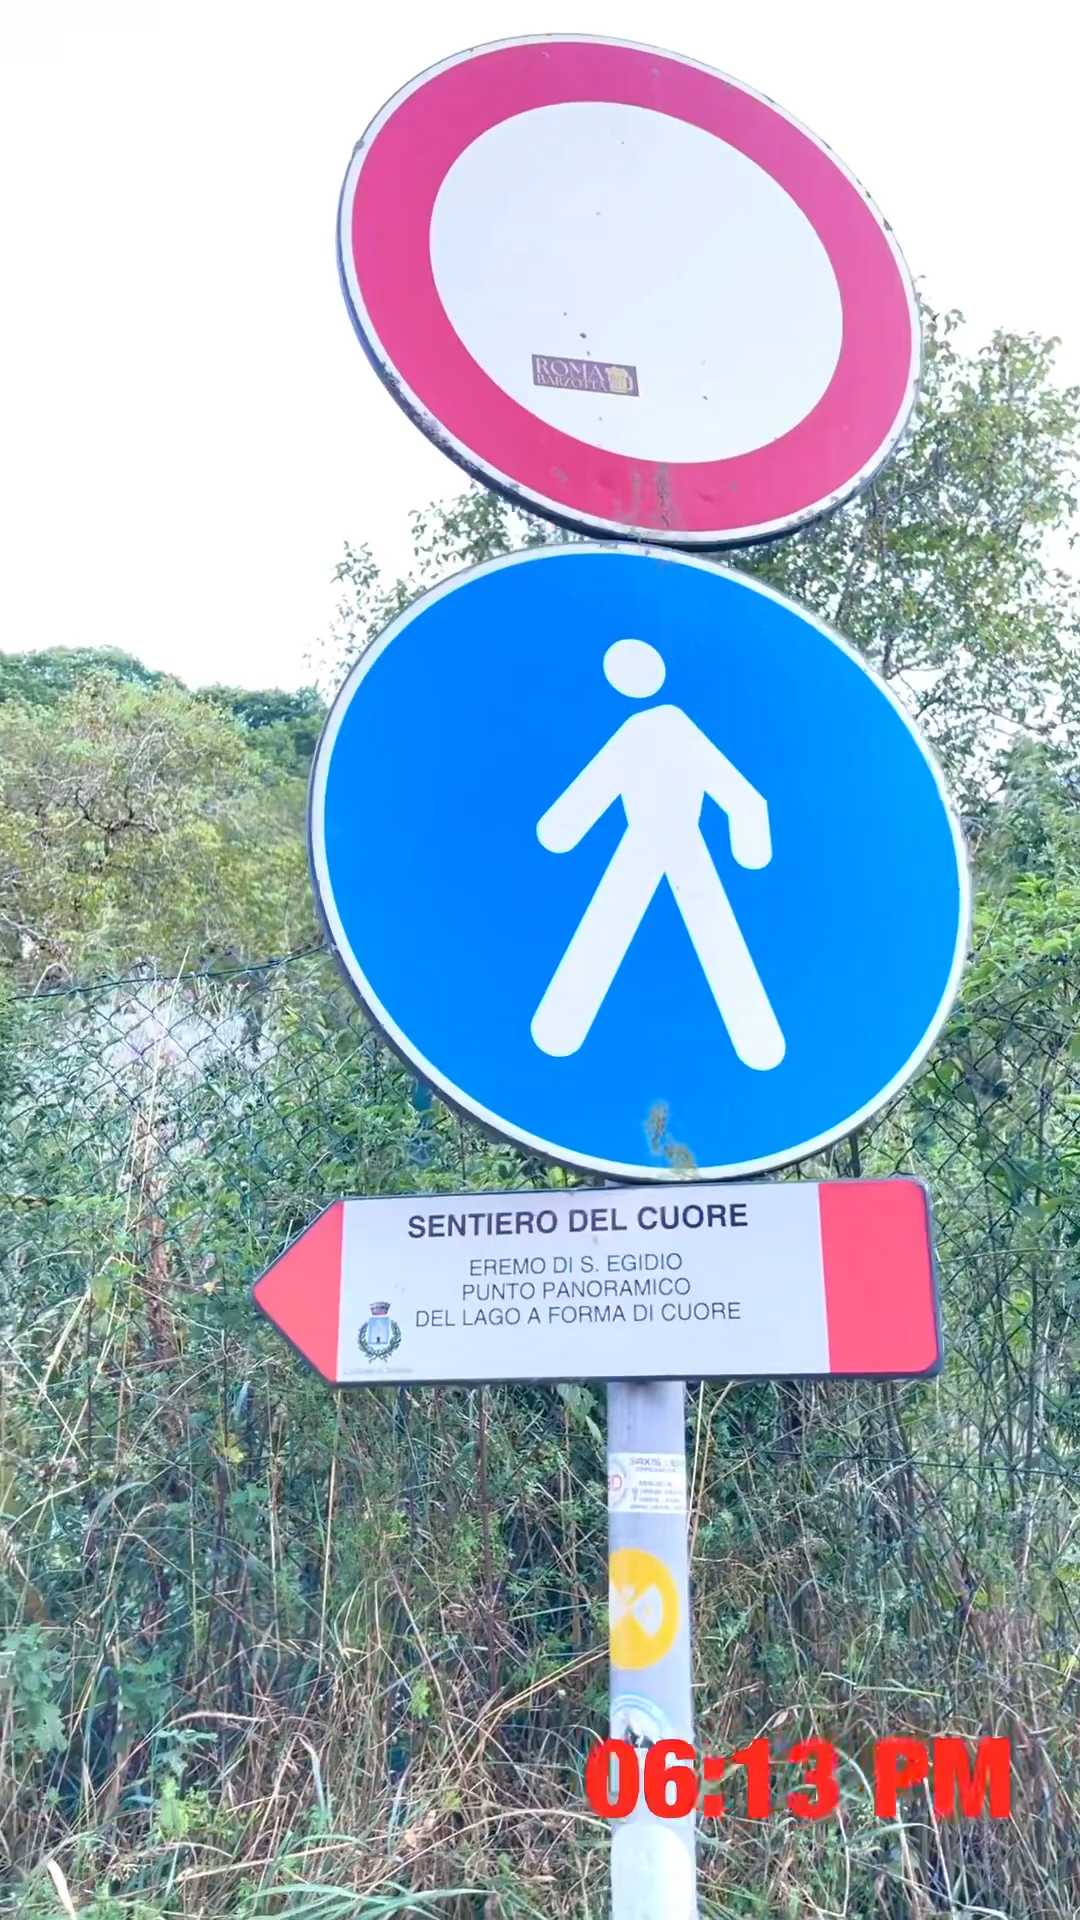 ROMA
BARZOTTA
SENTIERO DEL CUORE
EREMO DI S. EGIDIO
PUNTO PANORAMICO
DEL LAGO A FORMA DI CUORE
06:13 PM